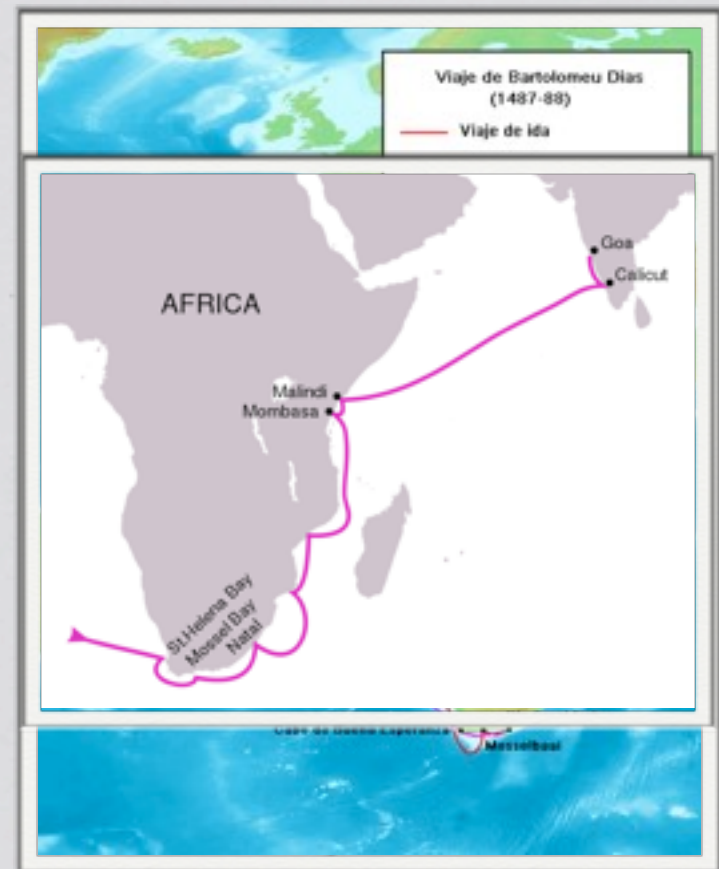 Viaje de Bartolomeu Dias
(1487-88)
Viaje de ida
Goa
Calicut
AFRICA
Malindi
Mombasa
St.Helena Bay
Mossel Bay
Natal
Mosselbaai